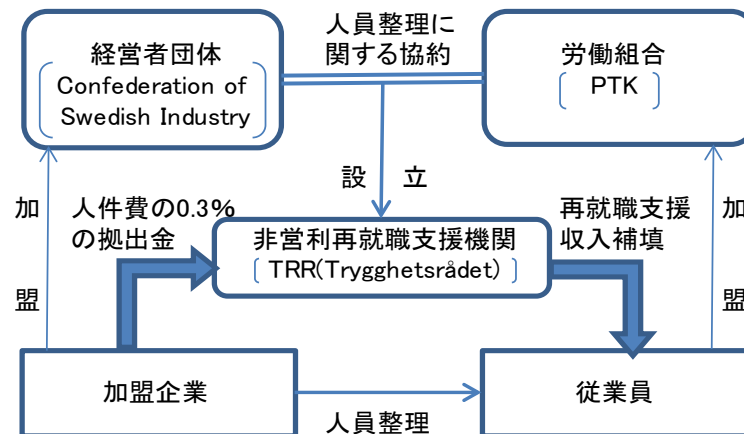 経営者団体
Confederation of
Swedish Industry
人員整理に
関する協約
労働組合
PTK
設 立
加 盟
人件費の0.3%
の拠出金
非営利再就職支援機関
TRR(Trygghetsrådet)
再就職支援
収入補填
加 盟
加盟企業
人員整理
従業員